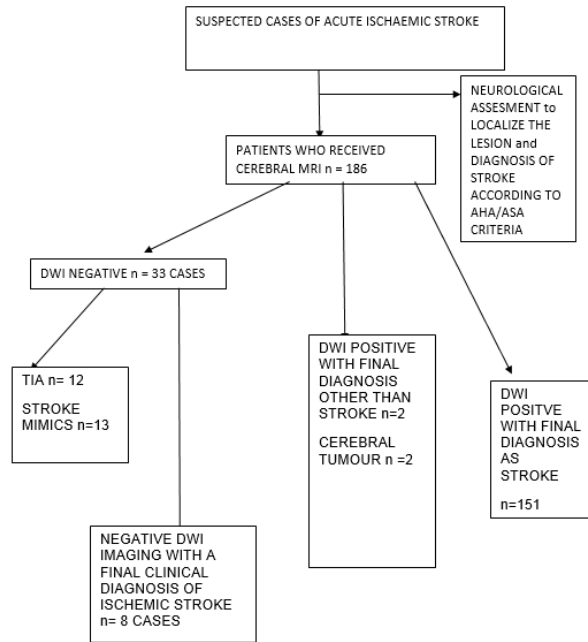 SUSPECTED CASES OF ACUTE ISCHAEMIC STROKE
NEUROLOGICAL
ASSESMENT to
LOCALIZE THE
LESION and
DIAGNOSIS OF
STROKE
ACCORDING TO
AHA/ASA
CRITERIA
PATIENTS WHO RECEIVED
CEREBRAL MRI n = 186
DWI NEGATIVE n = 33 CASES
TIA n= 12
STROKE
MIMICS n=13
NEGATIVE DWI
IMAGING WITH A
FINAL CLINICAL
DIAGNOSIS OF
ISCHEMIC STROKE
n= 8 CASES
DWI POSITIVE
WITH FINAL
DIAGNOSIS
OTHER THAN
STROKE n=2
CEREBRAL
TUMOUR n =2
DWI
POSITVE
WITH FINAL
DIAGNOSIS
AS
STROKE
n=151